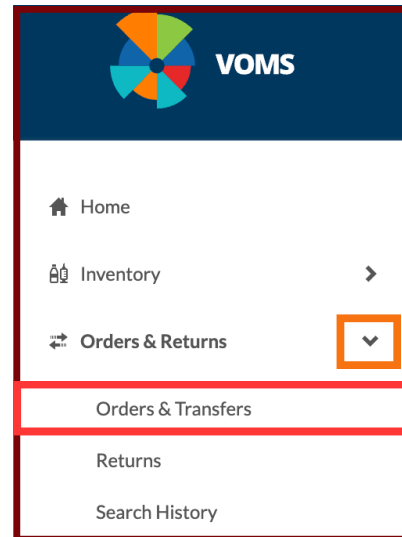 VOMS
Home
Inventory
Orders & Returns
Orders & Transfers
Returns
Search History